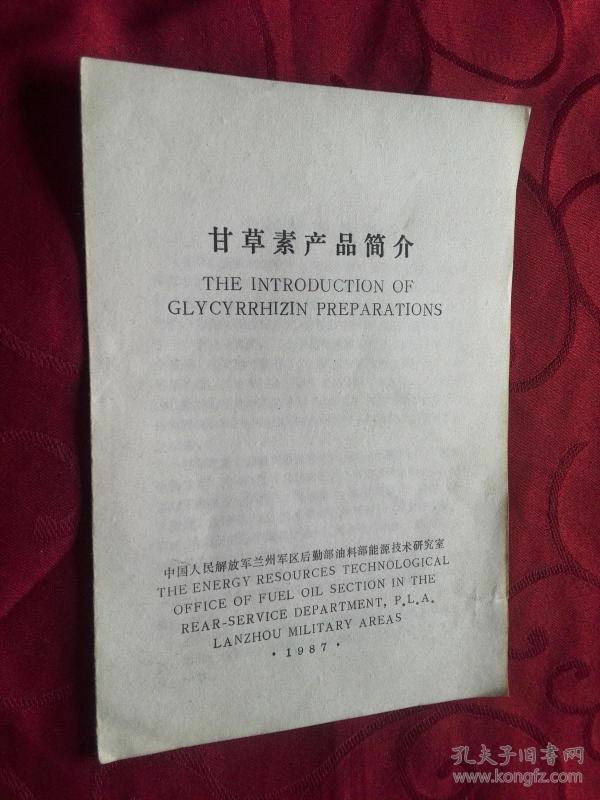 甘草素产品简介
THE INTRODUCTION OF
GLYCYRRHIZIN PREPARATIONS
中国人民解放军兰州军区后勤部油料部能源技术研究室
THE ENERGY RESOURCES TECHNOLOGICAL
OFFICE OF FUEL OIL SECTION IN THE
REAR-SERVICE DEPARTMENT, P.L.A.
LANZHOU MILITARY AREAS
·1987·
孔夫子旧书网
www.kongfz.com